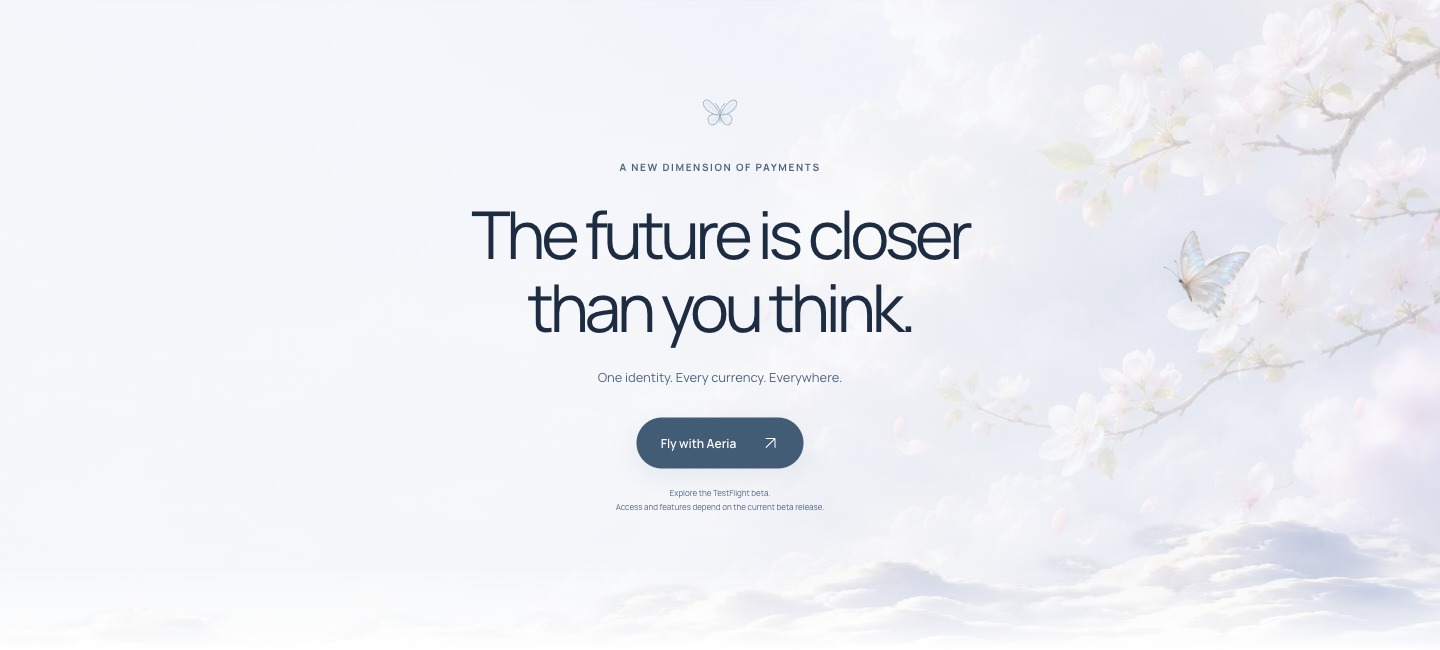 A NEW DIMENSION OF PAYMENTS
The future is closer
than you think.
One identity. Every currency. Everywhere.
Fly with Aeria
Explore the TestFlight beta.
Access and features depend on the current beta release.